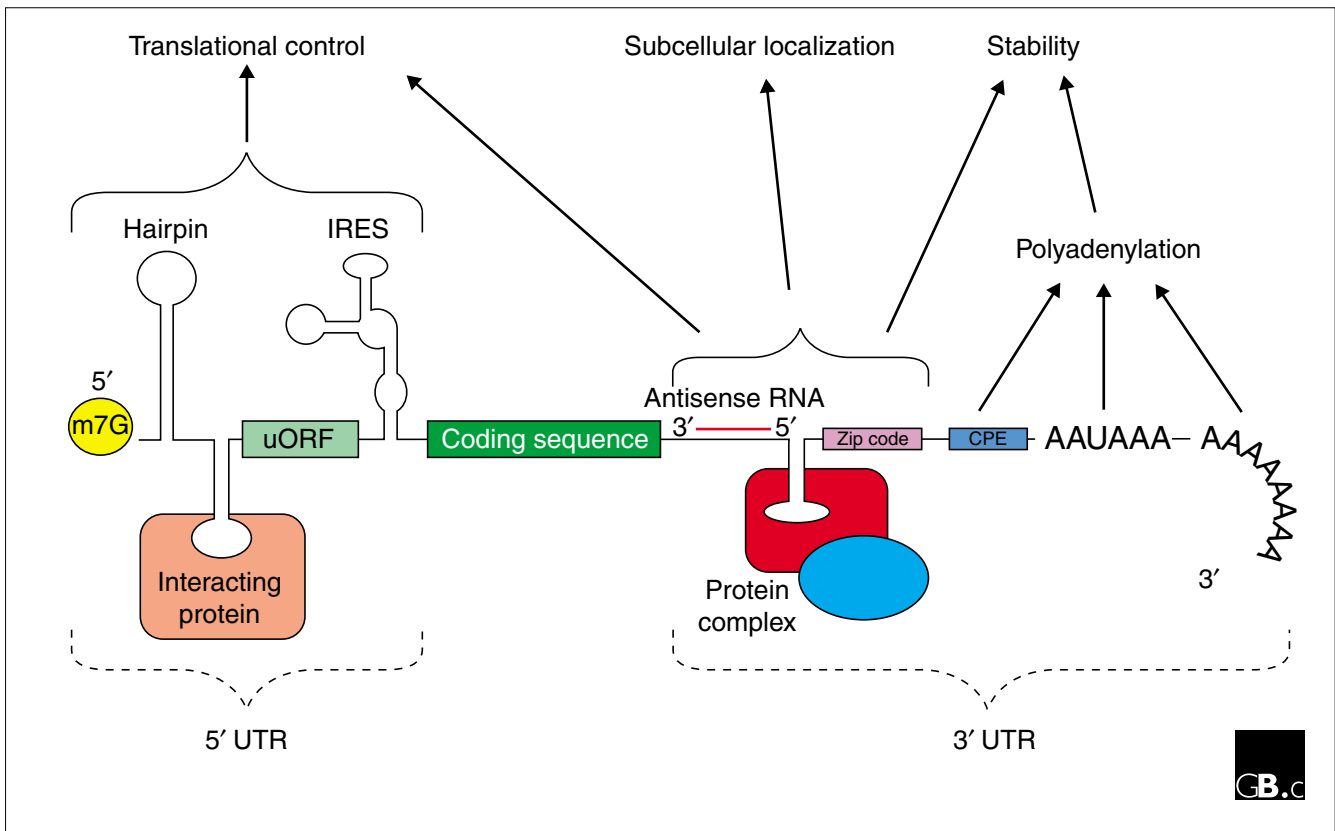 Translational control
Subcellular localization
Stability
Hairpin
IRES
Polyadenylation
5′
m7G
uORF
Coding sequence
Antisense RNA
3′
5′
Zip code
CPE
AAUAAA
AAAAAAAA
3′
Interacting
protein
Protein
complex
5′ UTR
3′ UTR
GB.c